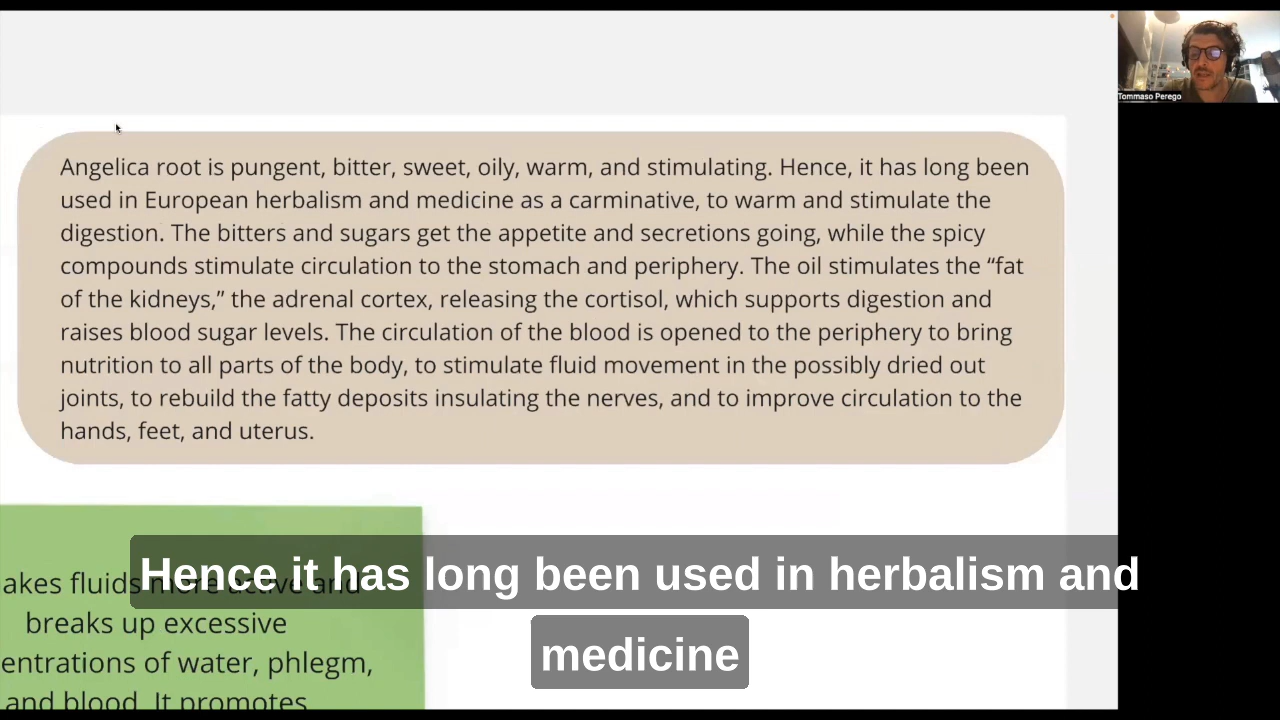 Tommaso Perego
Angelica root is pungent, bitter, sweet, oily, warm, and stimulating. Hence, it has long been
used in European herbalism and medicine as a carminative, to warm and stimulate the
digestion. The bitters and sugars get the appetite and secretions going, while the spicy
compounds stimulate circulation to the stomach and periphery. The oil stimulates the “fat
of the kidneys,” the adrenal cortex, releasing the cortisol, which supports digestion and
raises blood sugar levels. The circulation of the blood is opened to the periphery to bring
nutrition to all parts of the body, to stimulate fluid movement in the possibly dried out
joints, to rebuild the fatty deposits insulating the nerves, and to improve circulation to the
hands, feet, and uterus.
akes fluids more active and
breaks up excessive
entrations of water, phlegm,
and blood. It promotes
Hence it has long been used in herbalism and
medicine